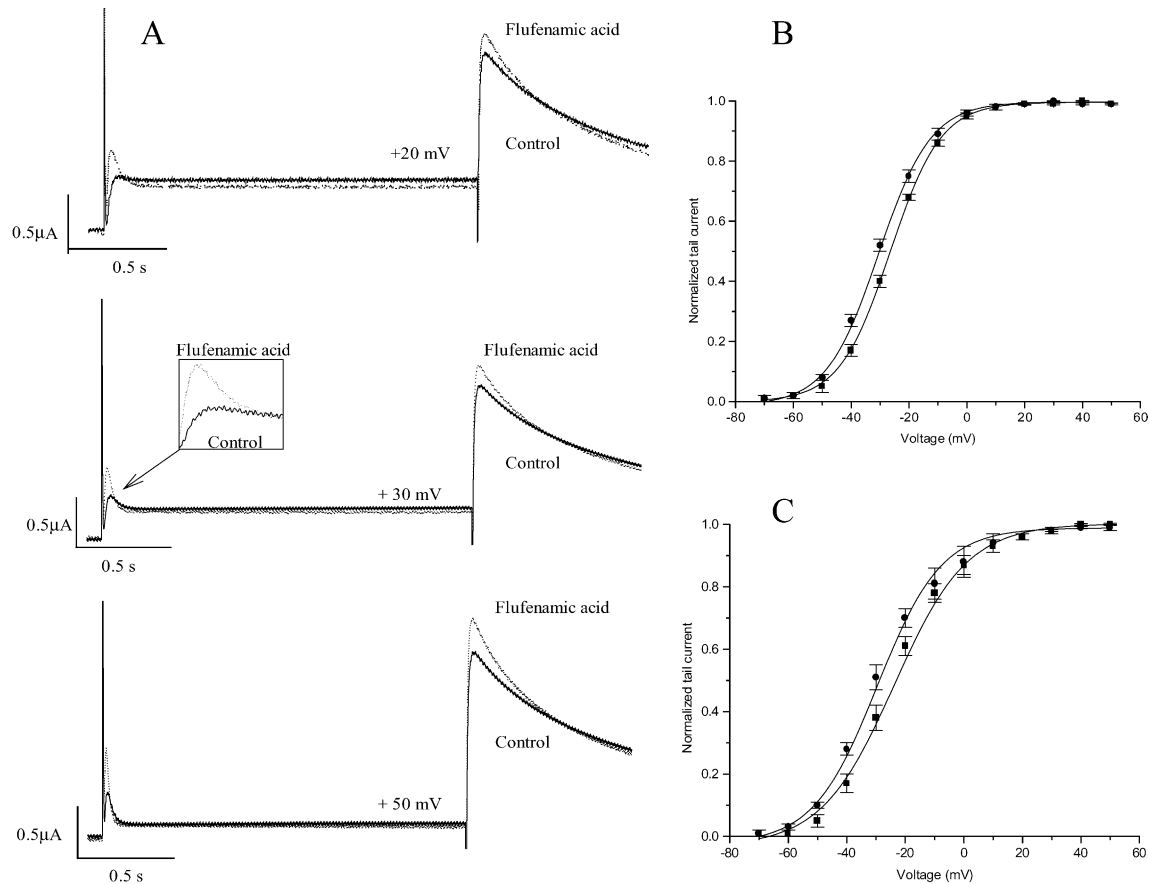 A
Flufenamic acid
Control
+20 mV
0.5µA
0.5 s
Flufenamic acid
Control
Flufenamic acid
Control
+ 30 mV
0.5µA
0.5 s
Flufenamic acid
Control
+ 50 mV
0.5µA
0.5 s
B
Normalized tail current
1.0
0.8
0.6
0.4
0.2
0.0
-80 -60 -40 -20 0 20 40 60
Voltage (mV)
C
Normalized tail current
1.0
0.8
0.6
0.4
0.2
0.0
-80 -60 -40 -20 0 20 40 60
Voltage (mV)